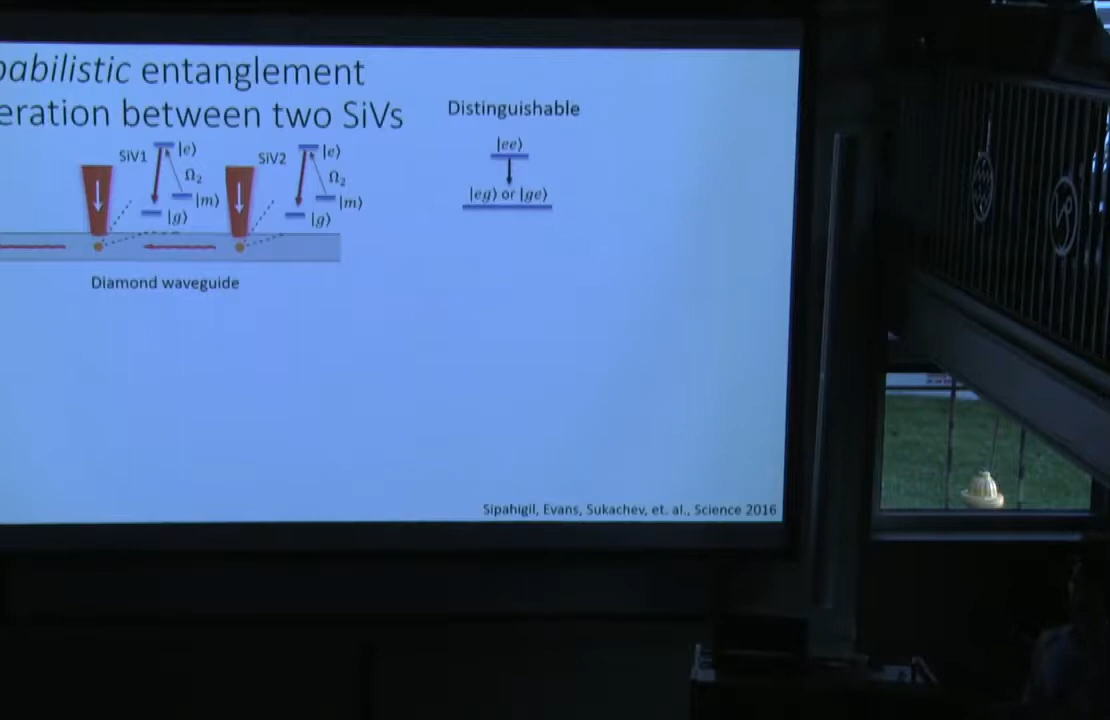 babilistic entanglement
eration between two SiVs
Distinguishable
SiV1
|e⟩
Ω₂
|m⟩
|g⟩
SiV2
|e⟩
Ω₂
|m⟩
|g⟩
|ee⟩
|eg⟩ or |ge⟩
Diamond waveguide
Sipahigil, Evans, Sukachev, et. al., Science 2016